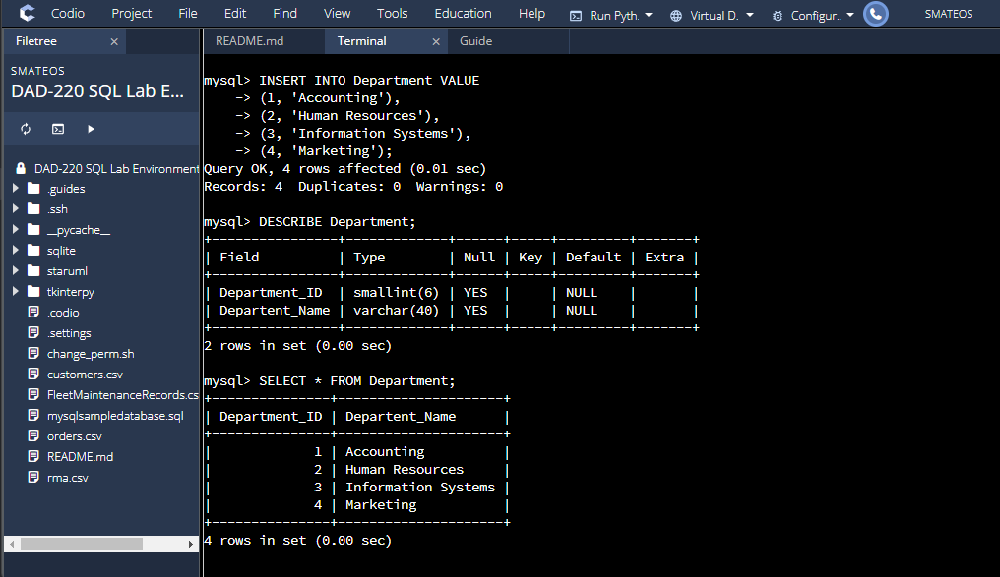 Codio Project File Edit Find View Tools Education Help Run Pyth. Virtual D. Configur.. SMATEOS
Filetree
SMATEOS
DAD-220 SQL Lab E...
DAD-220 SQL Lab Environment
.guides
.ssh
__pycache__
sqlite
staruml
tkinterpy
.codio
.settings
change_perm.sh
customers.csv
FleetMaintenanceRecords.cs
mysqlsampledatabase.sql
orders.csv
README.md
rma.csv
README.md Terminal Guide
mysql> INSERT INTO Department VALUE
    -> (1, 'Accounting'),
    -> (2, 'Human Resources'),
    -> (3, 'Information Systems'),
    -> (4, 'Marketing');
Query OK, 4 rows affected (0.01 sec)
Records: 4  Duplicates: 0  Warnings: 0
mysql> DESCRIBE Department;
+----------------+-------------+------+-----+---------+-------+
| Field          | Type        | Null | Key | Default | Extra |
+----------------+-------------+------+-----+---------+-------+
| Department_ID  | smallint(6) | YES  |     | NULL    |       |
| Departent_Name | varchar(40) | YES  |     | NULL    |       |
+----------------+-------------+------+-----+---------+-------+
2 rows in set (0.00 sec)
mysql> SELECT * FROM Department;
+---------------+---------------------+
| Department_ID | Departent_Name      |
+---------------+---------------------+
|             1 | Accounting          |
|             2 | Human Resources     |
|             3 | Information Systems |
|             4 | Marketing           |
+---------------+---------------------+
4 rows in set (0.00 sec)